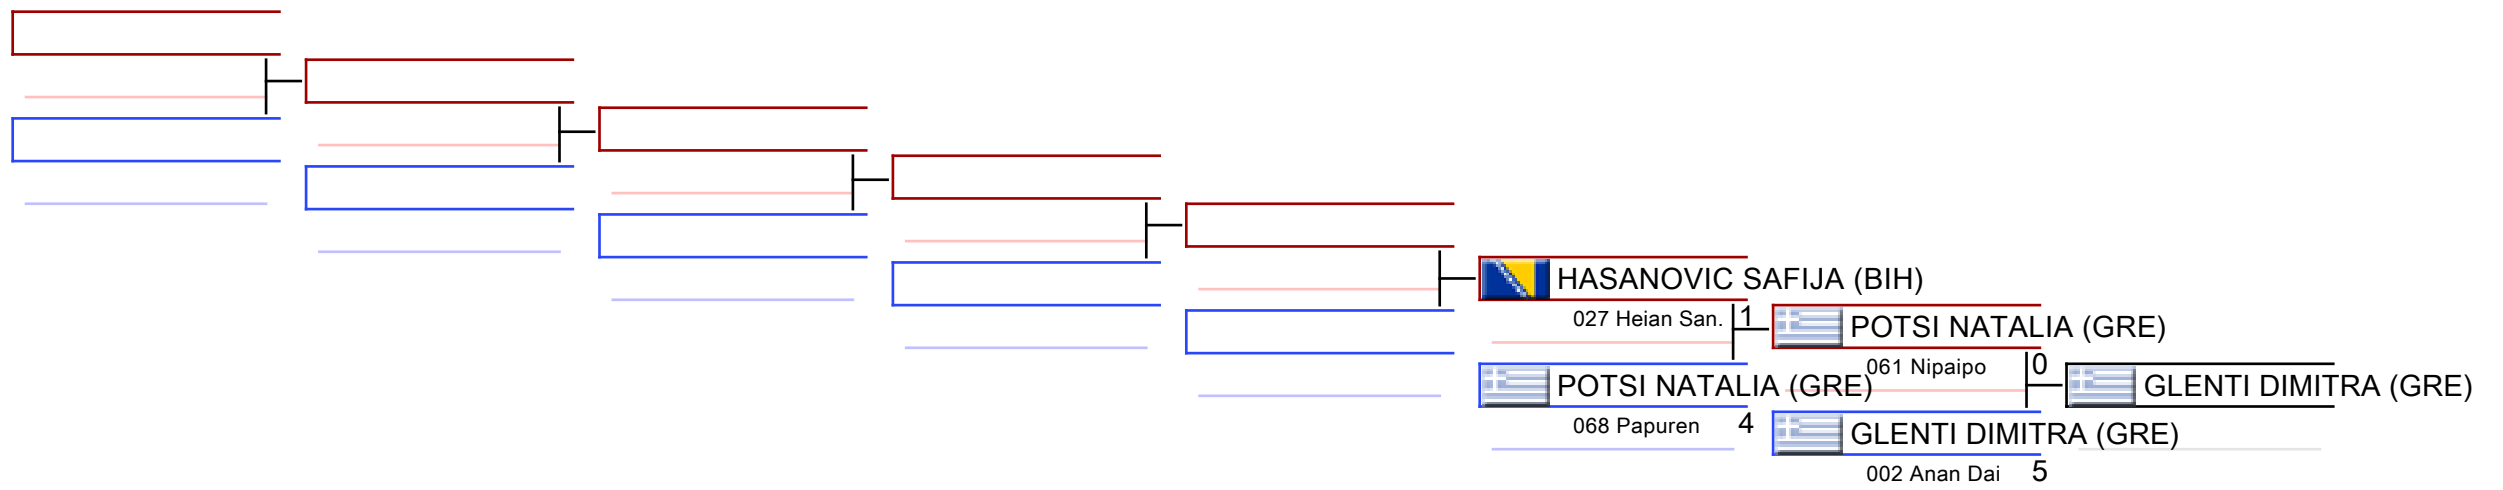 HASANOVIC SAFIJA (BIH)
027 Heian San. 1
POTSI NATALIA (GRE)
068 Papuren 4
POTSI NATALIA (GRE)
061 Nipaipo 0
GLENTI DIMITRA (GRE)
002 Anan Dai 5
GLENTI DIMITRA (GRE)